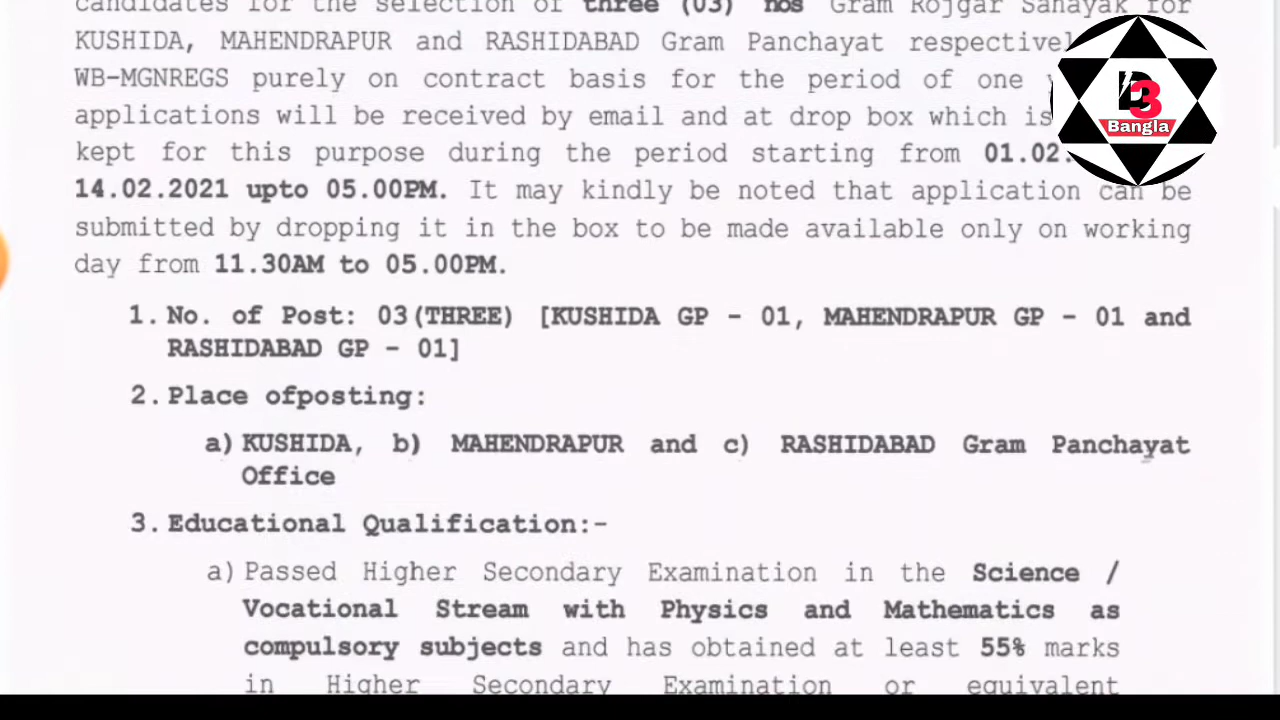 candidates for the selection of three (03) nos Gram Rojgar Sahayak for
KUSHIDA, MAHENDRAPUR and RASHIDABAD Gram Panchayat
WB-MGNREGS purely on contract basis for the period of one
applications will be received by email and at drop box which is
kept for this purpose during the period starting from 01.02.
14.02.2021 upto 05.00PM. It may kindly be noted that application can be
submitted by dropping it in the box to be made available only on working
day from 11.30AM to 05.00PM.
1. No. of Post: 03(THREE) [KUSHIDA GP - 01, MAHENDRAPUR GP - 01 and
RASHIDABAD GP - 01]
2. Place ofposting:
a) KUSHIDA, b) MAHENDRAPUR and c) RASHIDABAD Gram Panchayat
Office
3. Educational Qualification:-
a) Passed Higher Secondary Examination in the Science /
Vocational Stream with Physics and Mathematics as
compulsory subjects and has obtained at least 55% marks
in Higher Secondary Examination or equivalent
D3
Bangla